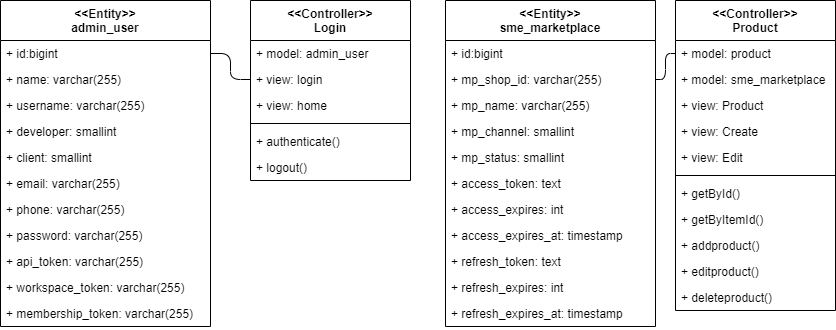 <<Entity>>
admin_user
+ id:bigint
+ name: varchar(255)
+ username: varchar(255)
+ developer: smallint
+ client: smallint
+ email: varchar(255)
+ phone: varchar(255)
+ password: varchar(255)
+ api_token: varchar(255)
+ workspace_token: varchar(255)
+ membership_token: varchar(255)
<<Controller>>
Login
+ model: admin_user
+ view: login
+ view: home
+ authenticate()
+ logout()
<<Entity>>
sme_marketplace
+ id:bigint
+ mp_shop_id: varchar(255)
+ mp_name: varchar(255)
+ mp_channel: smallint
+ mp_status: smallint
+ access_token: text
+ access_expires: int
+ access_expires_at: timestamp
+ refresh_token: text
+ refresh_expires: int
+ refresh_expires_at: timestamp
<<Controller>>
Product
+ model: product
+ model: sme_marketplace
+ view: Product
+ view: Create
+ view: Edit
+ getById()
+ getByItemId()
+ addproduct()
+ editproduct()
+ deleteproduct()